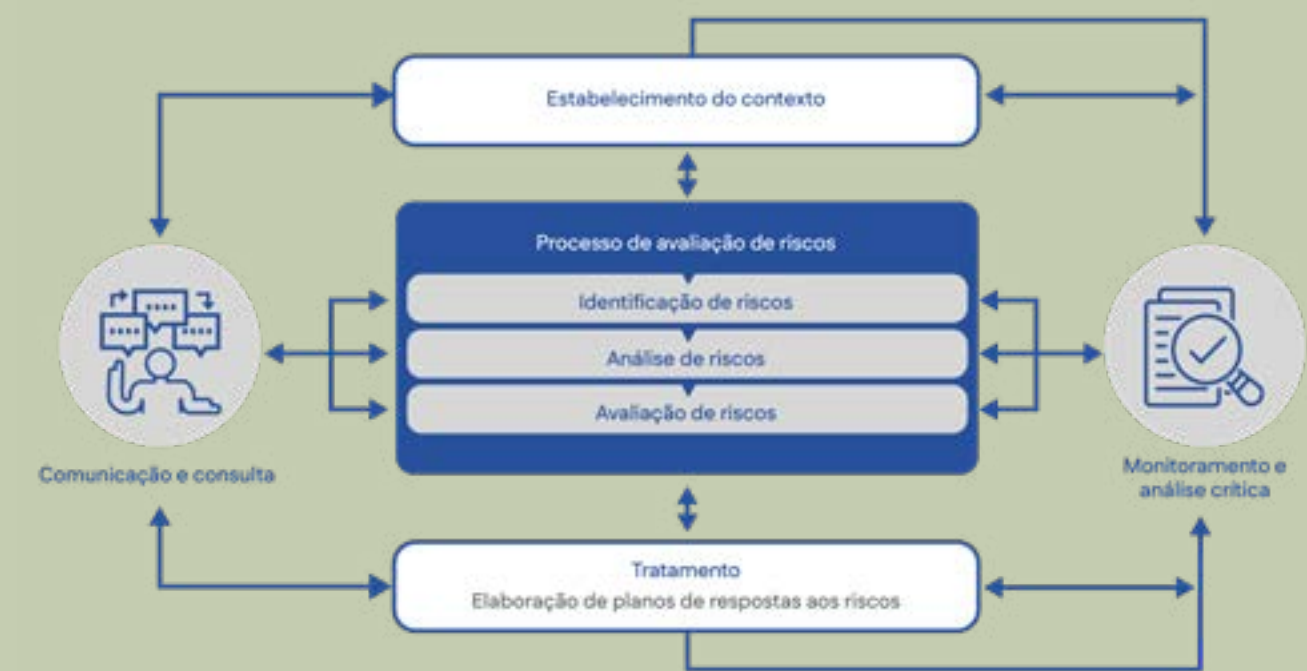 Estabelecimento do contexto
Processo de avaliação de riscos
Identificação de riscos
Análise de riscos
Avaliação de riscos
Comunicação e consulta
Monitoramento e
análise crítica
Tratamento
Elaboração de planos de respostas aos riscos